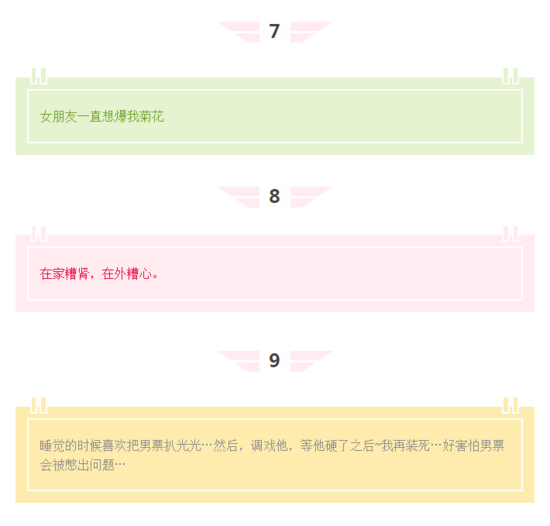 7
女朋友一直想爆我菊花
8
在家糟肾，在外糟心。
9
睡觉的时候喜欢把男票扒光光…然后，调戏他，等他硬了之后~我再装死…好害怕男票
会被憋出问题…